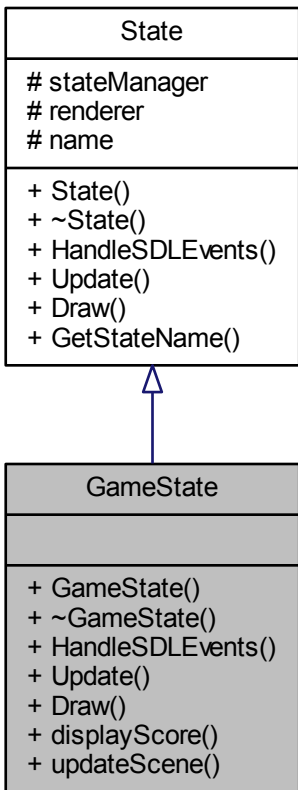 State
# stateManager
# renderer
# name
+ State()
+ ~State()
+ HandleSDLEvents()
+ Update()
+ Draw()
+ GetStateName()
GameState
+ GameState()
+ ~GameState()
+ HandleSDLEvents()
+ Update()
+ Draw()
+ displayScore()
+ updateScene()